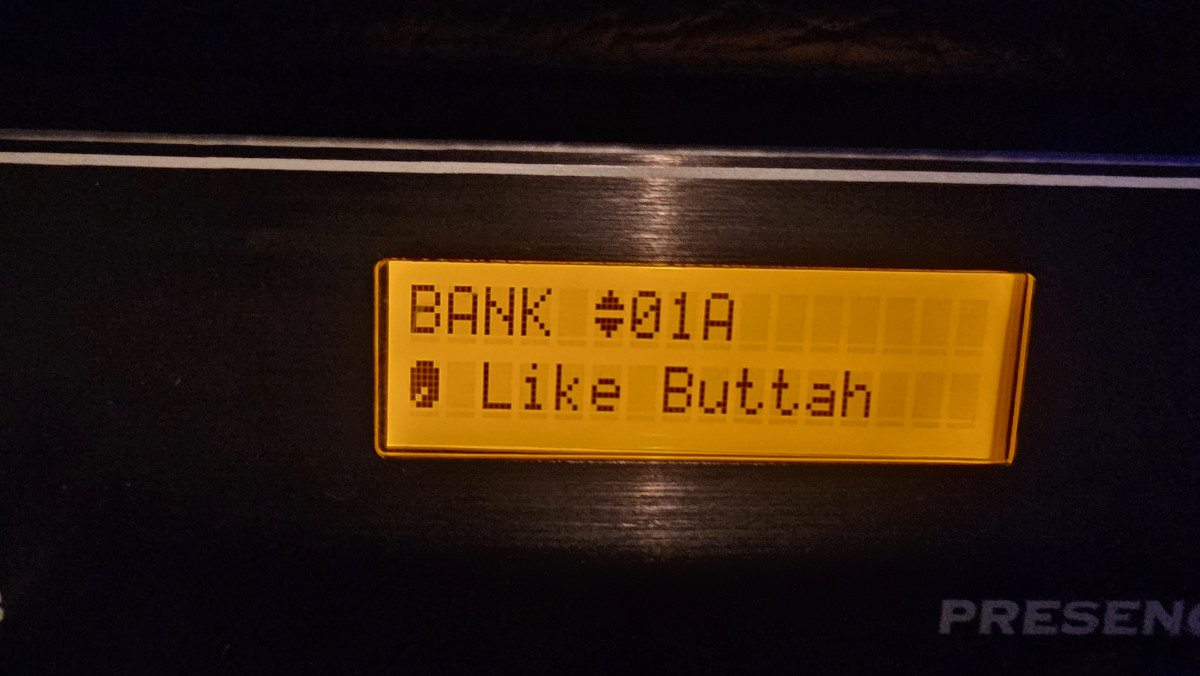 BANK 01A
Like Buttah
PRESENC